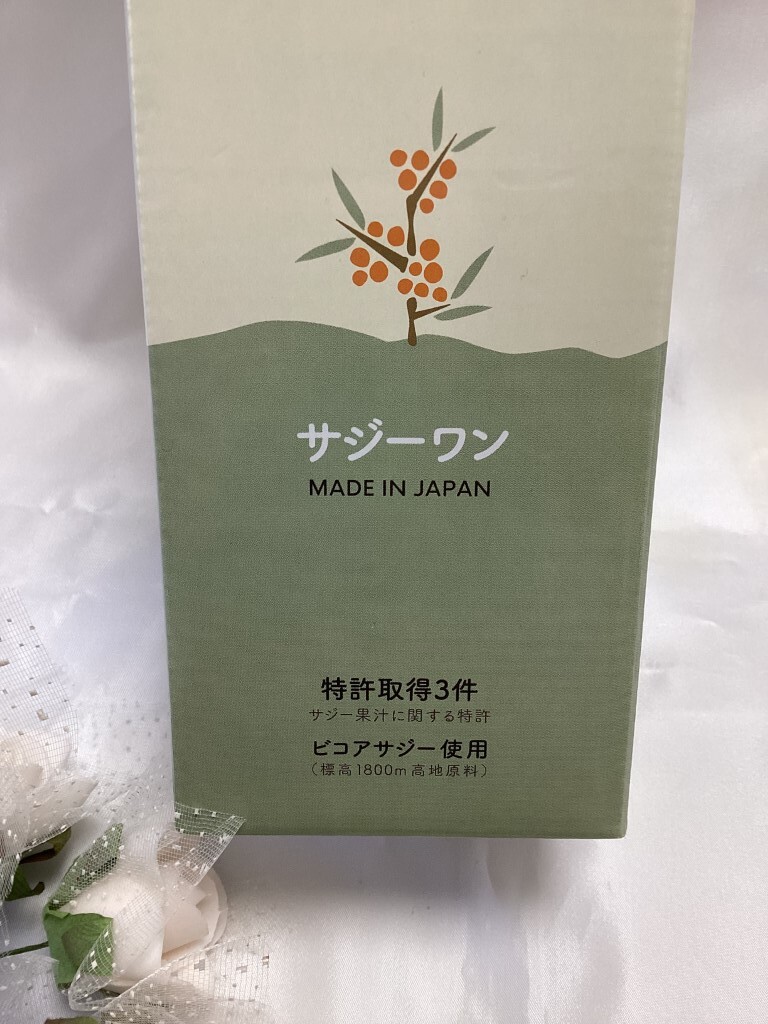 サジーワン
MADE IN JAPAN
特許取得3件
サジー果汁に関する特許
ビコアサジー使用
（標高1800m高地原料）